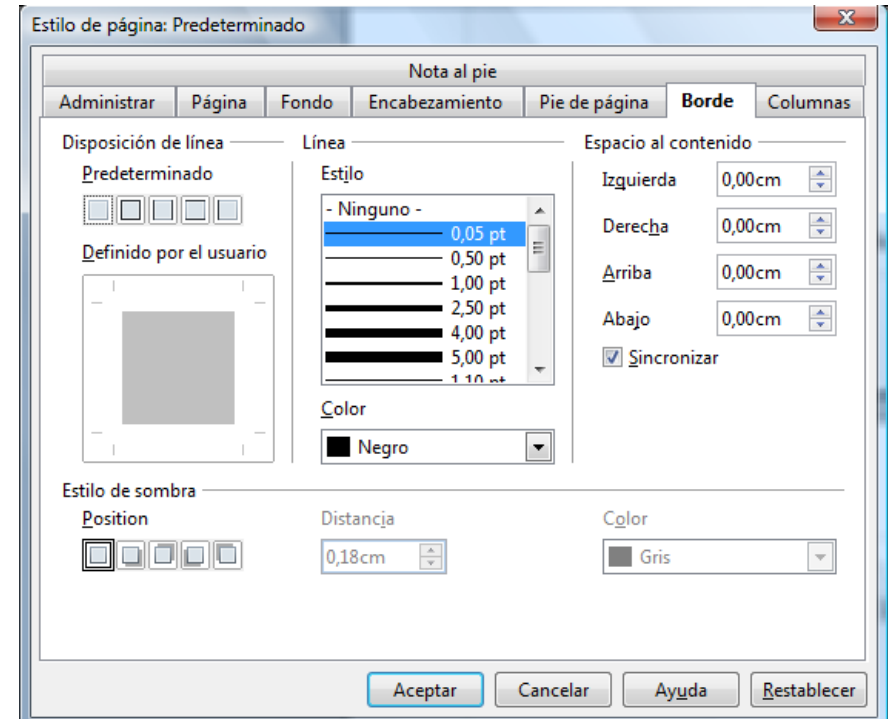 Estilo de página: Predeterminado
Nota al pie
Administrar Página Fondo Encabezamiento Pie de página Borde Columnas
Disposición de línea
Predeterminado
Definido por el usuario
Línea
Estilo
- Ninguno -
0,05 pt
0,50 pt
1,00 pt
2,50 pt
4,00 pt
5,00 pt
1,10 pt
Color
Negro
Espacio al contenido
Izquierda 0,00cm
Derecha 0,00cm
Arriba 0,00cm
Abajo 0,00cm
Sincronizar
Estilo de sombra
Position
Distancia
0,18cm
Color
Gris
Aceptar Cancelar Ayuda Restablecer